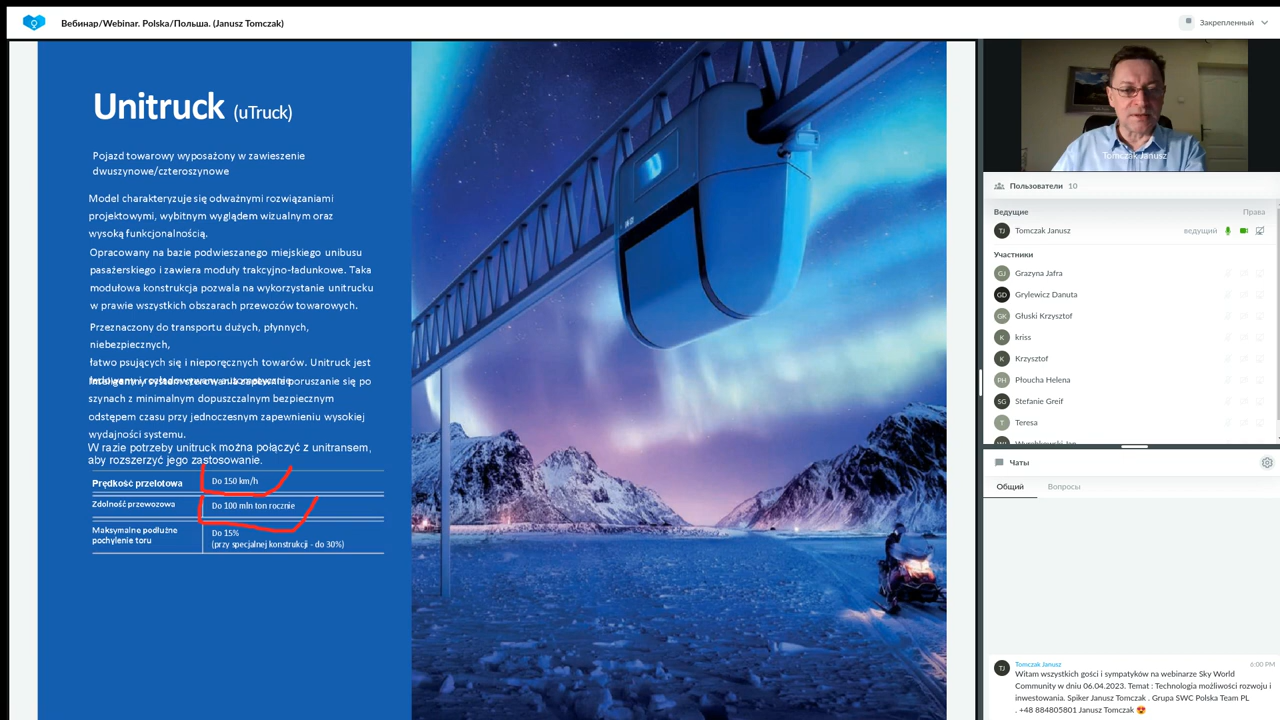 Вебинар/Webinar. Polska/Польша. (Janusz Tomczak)
Закрепленный
Unitruck (uTruck)
Pojazd towarowy wyposażony w zawieszenie
dwuszynowe/czteroszynowe
Model charakteryzuje się odważnymi rozwiązaniami
projektowymi, wybitnym wyglądem wizualnym oraz
wysoką funkcjonalnością.
Opracowany na bazie podwieszanego miejskiego unibusu
pasażerskiego i zawiera moduły trakcyjno-ładunkowe. Taka
modułowa konstrukcja pozwala na wykorzystanie unitrucku
w prawie wszystkich obszarach przewozów towarowych.
Przeznaczony do transportu dużych, płynnych,
niebezpiecznych,
łatwo psujących się i nieporęcznych towarów. Unitruck jest
poruszanie się po
szynach z minimalnym dopuszczalnym bezpiecznym
odstępem czasu przy jednoczesnym zapewnieniu wysokiej
wydajności systemu.
W razie potrzeby unitruck można połączyć z unitransem,
aby rozszerzyć jego zastosowanie.
Prędkość przelotowa
Do 150 km/h
Zdolność przewozowa
Do 100 mln ton rocznie
Maksymalne podłużne
pochylenie toru
Do 15%
(przy specjalnej konstrukcji - do 30%)
Tomczak Janusz
Пользователи 10
Ведущие Права
TJ Tomczak Janusz ведущий
Участники
GJ Grazyna Jafra
GD Grylewicz Danuta
GK Głuski Krzysztof
K kriss
K Krzysztof
PH Płoucha Helena
SG Stefanie Greif
T Teresa
Чаты
Общий Вопросы
TJ Tomczak Janusz 6:00 PM
Witam wszystkich gości i sympatyków na webinarze Sky World
Community w dniu 06.04.2023. Temat : Technologia możliwości rozwoju i
inwestowania. Spiker Janusz Tomczak . Grupa SWC Polska Team PL
. +48 884805801 Janusz Tomczak 😍